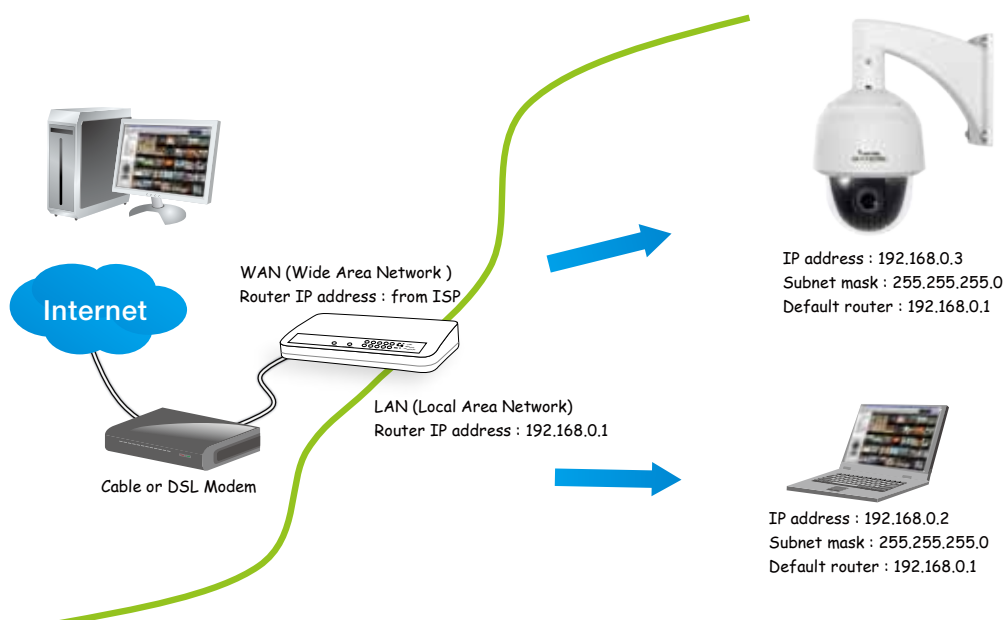 Internet
WAN (Wide Area Network )
Router IP address : from ISP
LAN (Local Area Network)
Router IP address : 192.168.0.1
Cable or DSL Modem
IP address : 192.168.0.3
Subnet mask : 255.255.255.0
Default router : 192.168.0.1
IP address : 192.168.0.2
Subnet mask : 255.255.255.0
Default router : 192.168.0.1